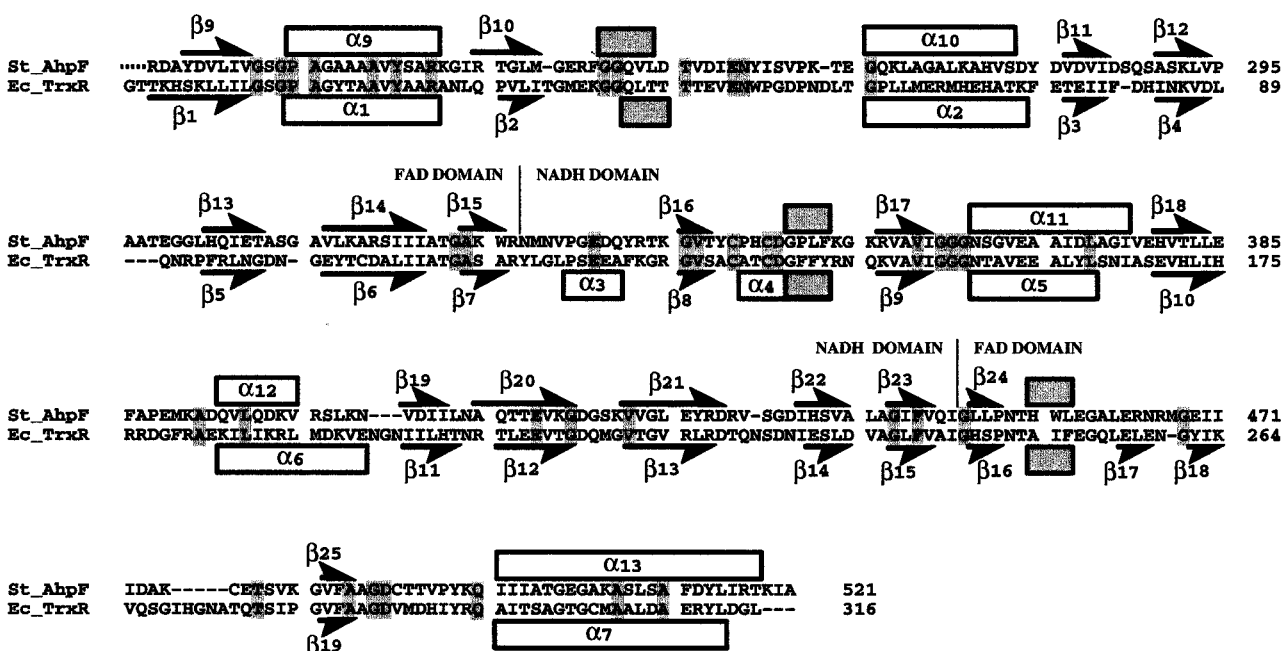 β9 α9 β10 α10 β11 β12
St_AhpF .....RDAYDVLIVGSGP AGAAAAVYSARKGIR TGLM-GERFGGQVLD TVDIENYISVPK-TE GQKLAGALKAHVSDY DVDVIDSQSASKLVP 295
Ec_TrxR GTTKHSKLLILGSGP AGYTAAVYAARANLQ PVLITGMEKGGQLTT TTEVENWPGDPNDLT GPLLMERMHEHATKF ETEIIF-DHINKVDL 89
β1 α1 β2 α2 β3 β4
FAD DOMAIN NADH DOMAIN
β13 β14 β15 β16 β17 α11 β18
St_AhpF AATEGGLHQIETASG AVLKARSIIIATGAK WRNMNVPGEDQYRTK GVTYCPHCDGPLFKG KRVAVIGGGNSGVEA AIDLAGIVEHVTLLE 385
Ec_TrxR ---QNRPFRLNGDN- GEYTCDALIIATGAS ARYLGLPSEEAFKGR GVSACATCDGFFYRN QKVAVIGGGNTAVEE ALYLSNIASEVHLIH 175
β5 β6 β7 α3 β8 α4 β9 α5 β10
NADH DOMAIN FAD DOMAIN
α12 β19 β20 β21 β22 β23 β24
St_AhpF FAPEMKADQVLQDKV RSLKN---VDIILNA QTTEVKGDGSKVVGL EYRDRV-SGDIHSVA LAGIFVQIGLLPNTH WLEGALERNRMGEII 471
Ec_TrxR RRDGFRAEKILIKRL MDKVENGNIILHTNR TLEEVTGDQMGVTGV RLRDTQNSDNIESLD VAGLFVAIGHSPNTA IFEGQLELEN-GYIK 264
α6 β11 β12 β13 β14 β15 β16 β17 β18
β25 α13
St_AhpF IDAK-----CETSVK GVFAAGDCTTVPYKQ IIIATGEGAKASLSA FDYLIRTKIA 521
Ec_TrxR VQSGIHGNATQTSIP GVFAAGDVMDHIYRQ AITSAGTGCMAALDA ERYLDGL--- 316
β19 α7